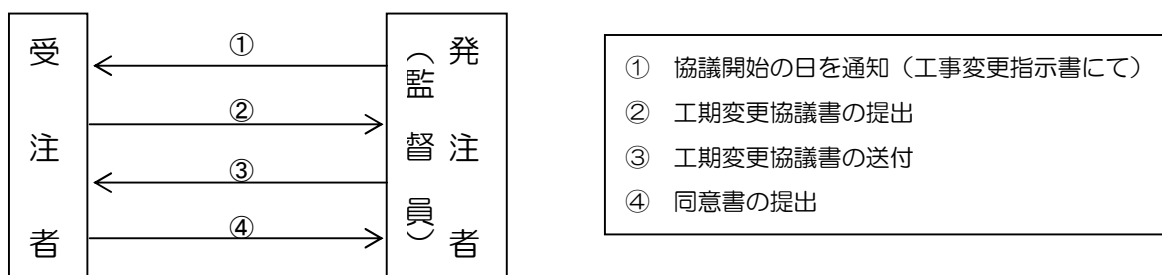 受注者
①
②
③
④
発注者
（監督員）
① 協議開始の日を通知（工事変更指示書にて）
② 工期変更協議書の提出
③ 工期変更協議書の送付
④ 同意書の提出